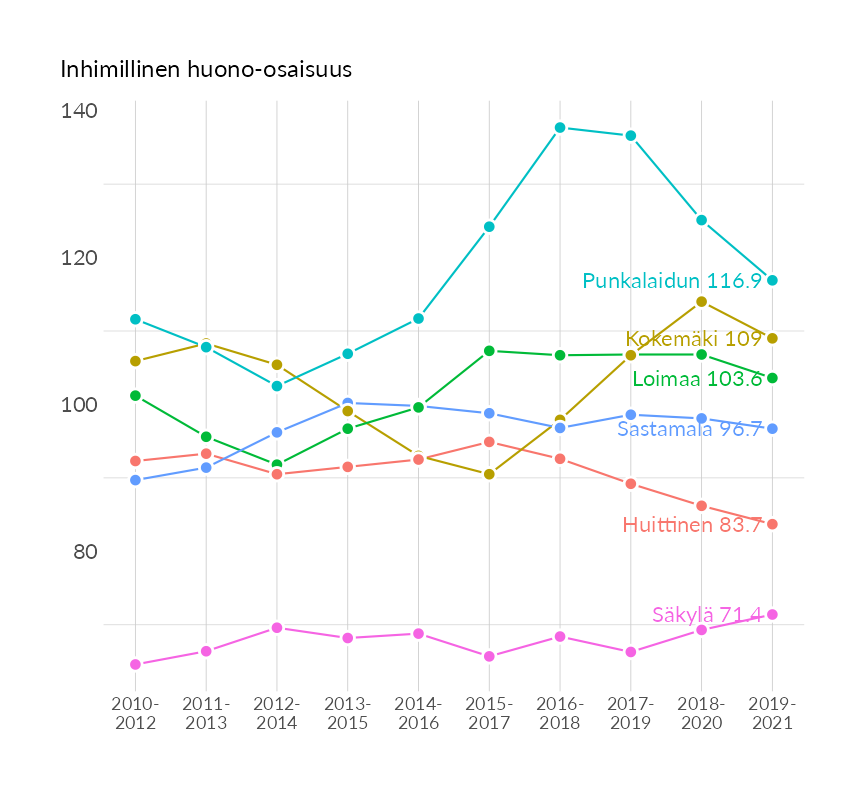 Inhimillinen huono-osaisuus
140
120
100
80
Punkalaidun 116.9
Kokemäki 109
Loimaa 103.6
Sastamala 96.7
Huittinen 83.7
Säkylä 71.4
2010- 2011- 2012- 2013- 2014- 2015- 2016- 2017- 2018- 2019-
2012 2013 2014 2015 2016 2017 2018 2019 2020 2021